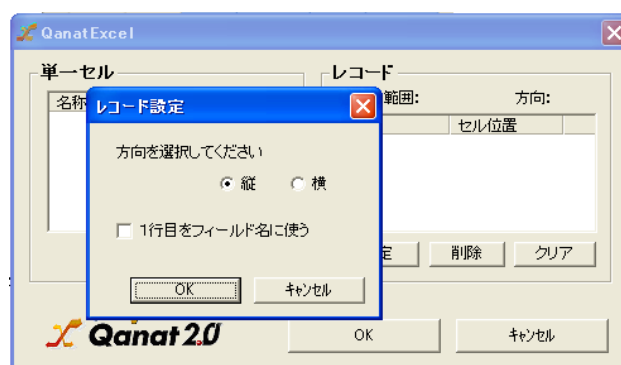 QanatExcel
単一セル
レコード
名称
範囲:
方向:
セル位置
レコード設定
方向を選択してください
縦 横
1行目をフィールド名に使う
OK キャンセル
定 削除 クリア
Qanat 2.0
OK キャンセル